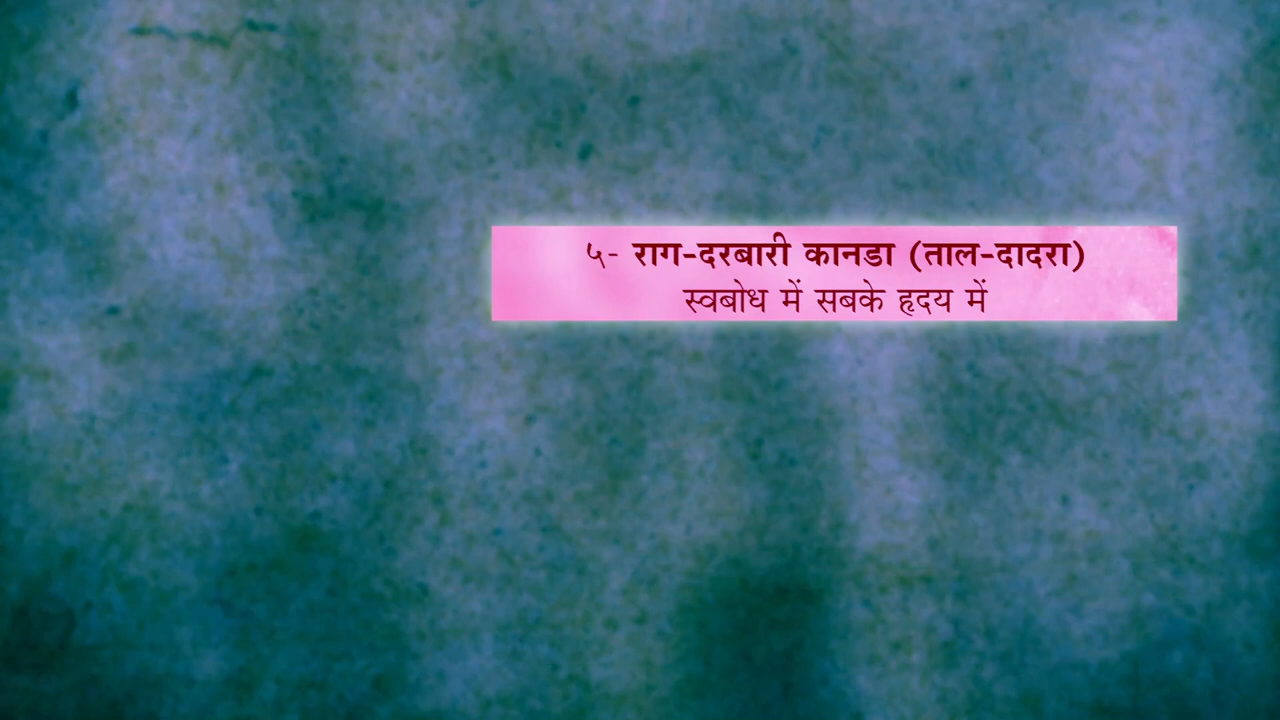 ५- राग-दरबारी कानडा (ताल-दादरा)
स्वबोध में सबके हृदय में